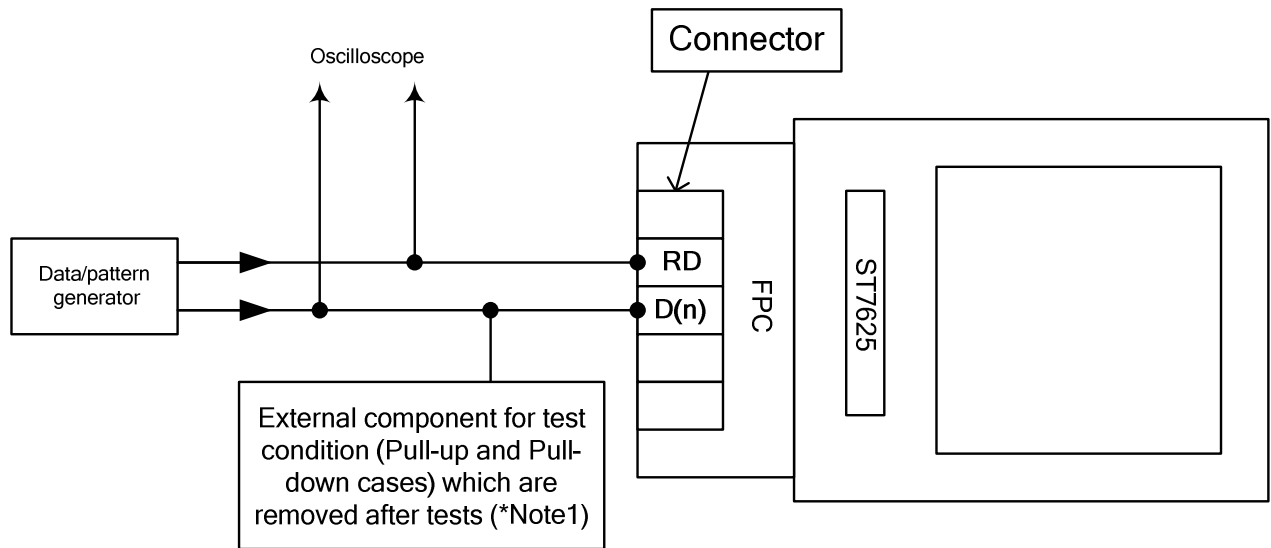 Connector
Oscilloscope
Data/pattern
generator
RD
D(n)
FPC
ST7625
External component for test
condition (Pull-up and Pull-
down cases) which are
removed after tests (*Note1)